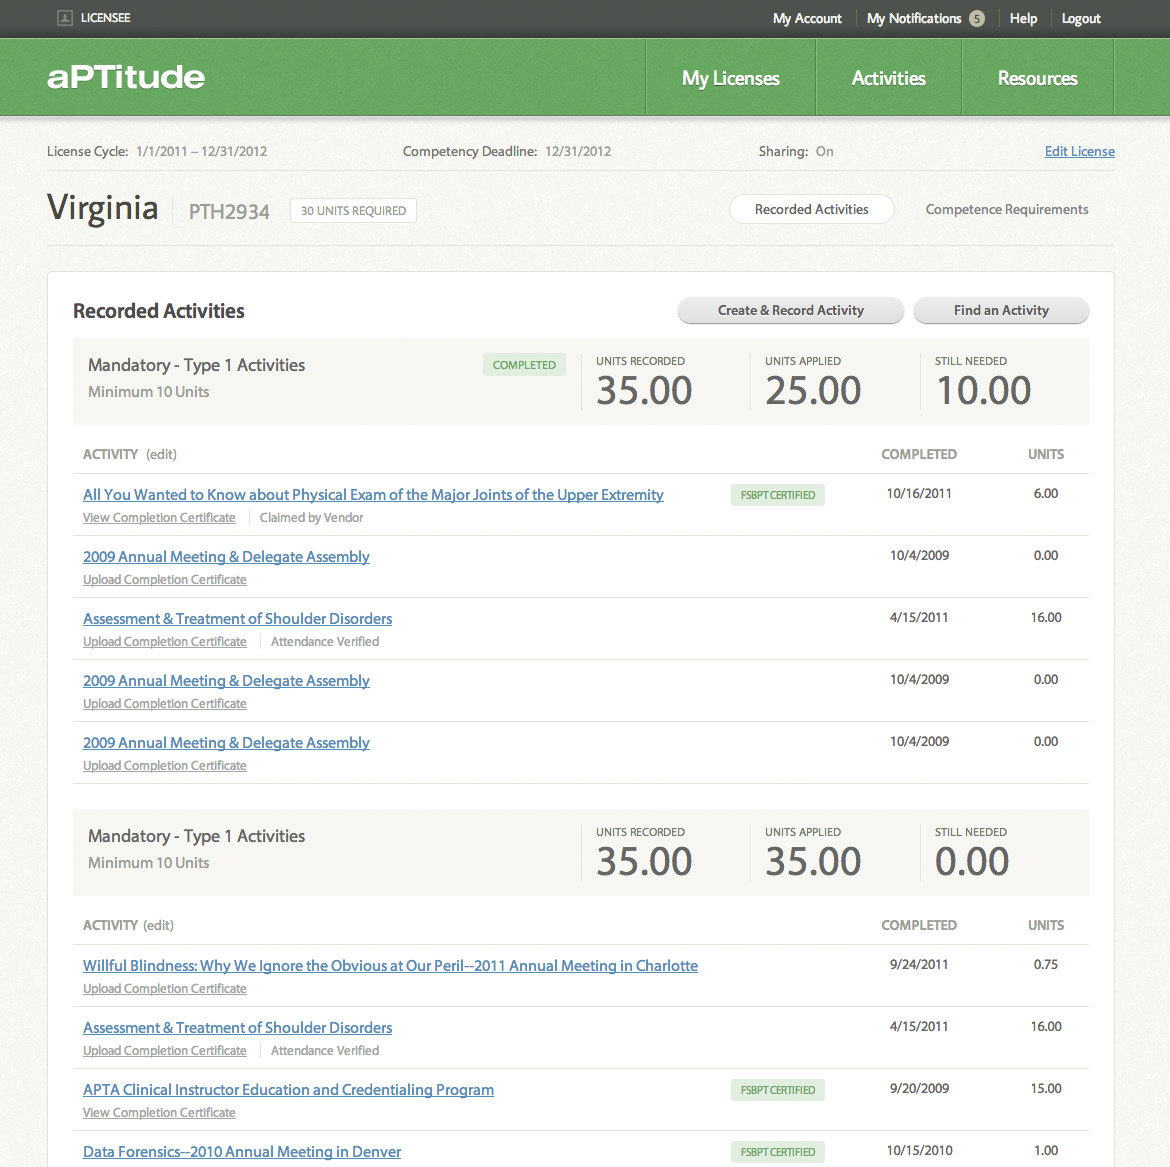 LICENSEE
My Account My Notifications 5 Help Logout
aPTitude My Licenses Activities Resources
License Cycle: 1/1/2011 – 12/31/2012 Competency Deadline: 12/31/2012 Sharing: On Edit License
Virginia PTH2934 30 UNITS REQUIRED Recorded Activities Competence Requirements
Recorded Activities Create & Record Activity Find an Activity
Mandatory - Type 1 Activities COMPLETED UNITS RECORDED UNITS APPLIED STILL NEEDED
Minimum 10 Units 35.00 25.00 10.00
ACTIVITY (edit) COMPLETED UNITS
All You Wanted to Know about Physical Exam of the Major Joints of the Upper Extremity FSBPT CERTIFIED 10/16/2011 6.00
View Completion Certificate Claimed by Vendor
2009 Annual Meeting & Delegate Assembly 10/4/2009 0.00
Upload Completion Certificate
Assessment & Treatment of Shoulder Disorders 4/15/2011 16.00
Upload Completion Certificate Attendance Verified
2009 Annual Meeting & Delegate Assembly 10/4/2009 0.00
Upload Completion Certificate
2009 Annual Meeting & Delegate Assembly 10/4/2009 0.00
Upload Completion Certificate
Mandatory - Type 1 Activities UNITS RECORDED UNITS APPLIED STILL NEEDED
Minimum 10 Units 35.00 35.00 0.00
ACTIVITY (edit) COMPLETED UNITS
Willful Blindness: Why We Ignore the Obvious at Our Peril--2011 Annual Meeting in Charlotte 9/24/2011 0.75
Upload Completion Certificate
Assessment & Treatment of Shoulder Disorders 4/15/2011 16.00
Upload Completion Certificate Attendance Verified
APTA Clinical Instructor Education and Credentialing Program FSBPT CERTIFIED 9/20/2009 15.00
View Completion Certificate
Data Forensics--2010 Annual Meeting in Denver FSBPT CERTIFIED 10/15/2010 1.00